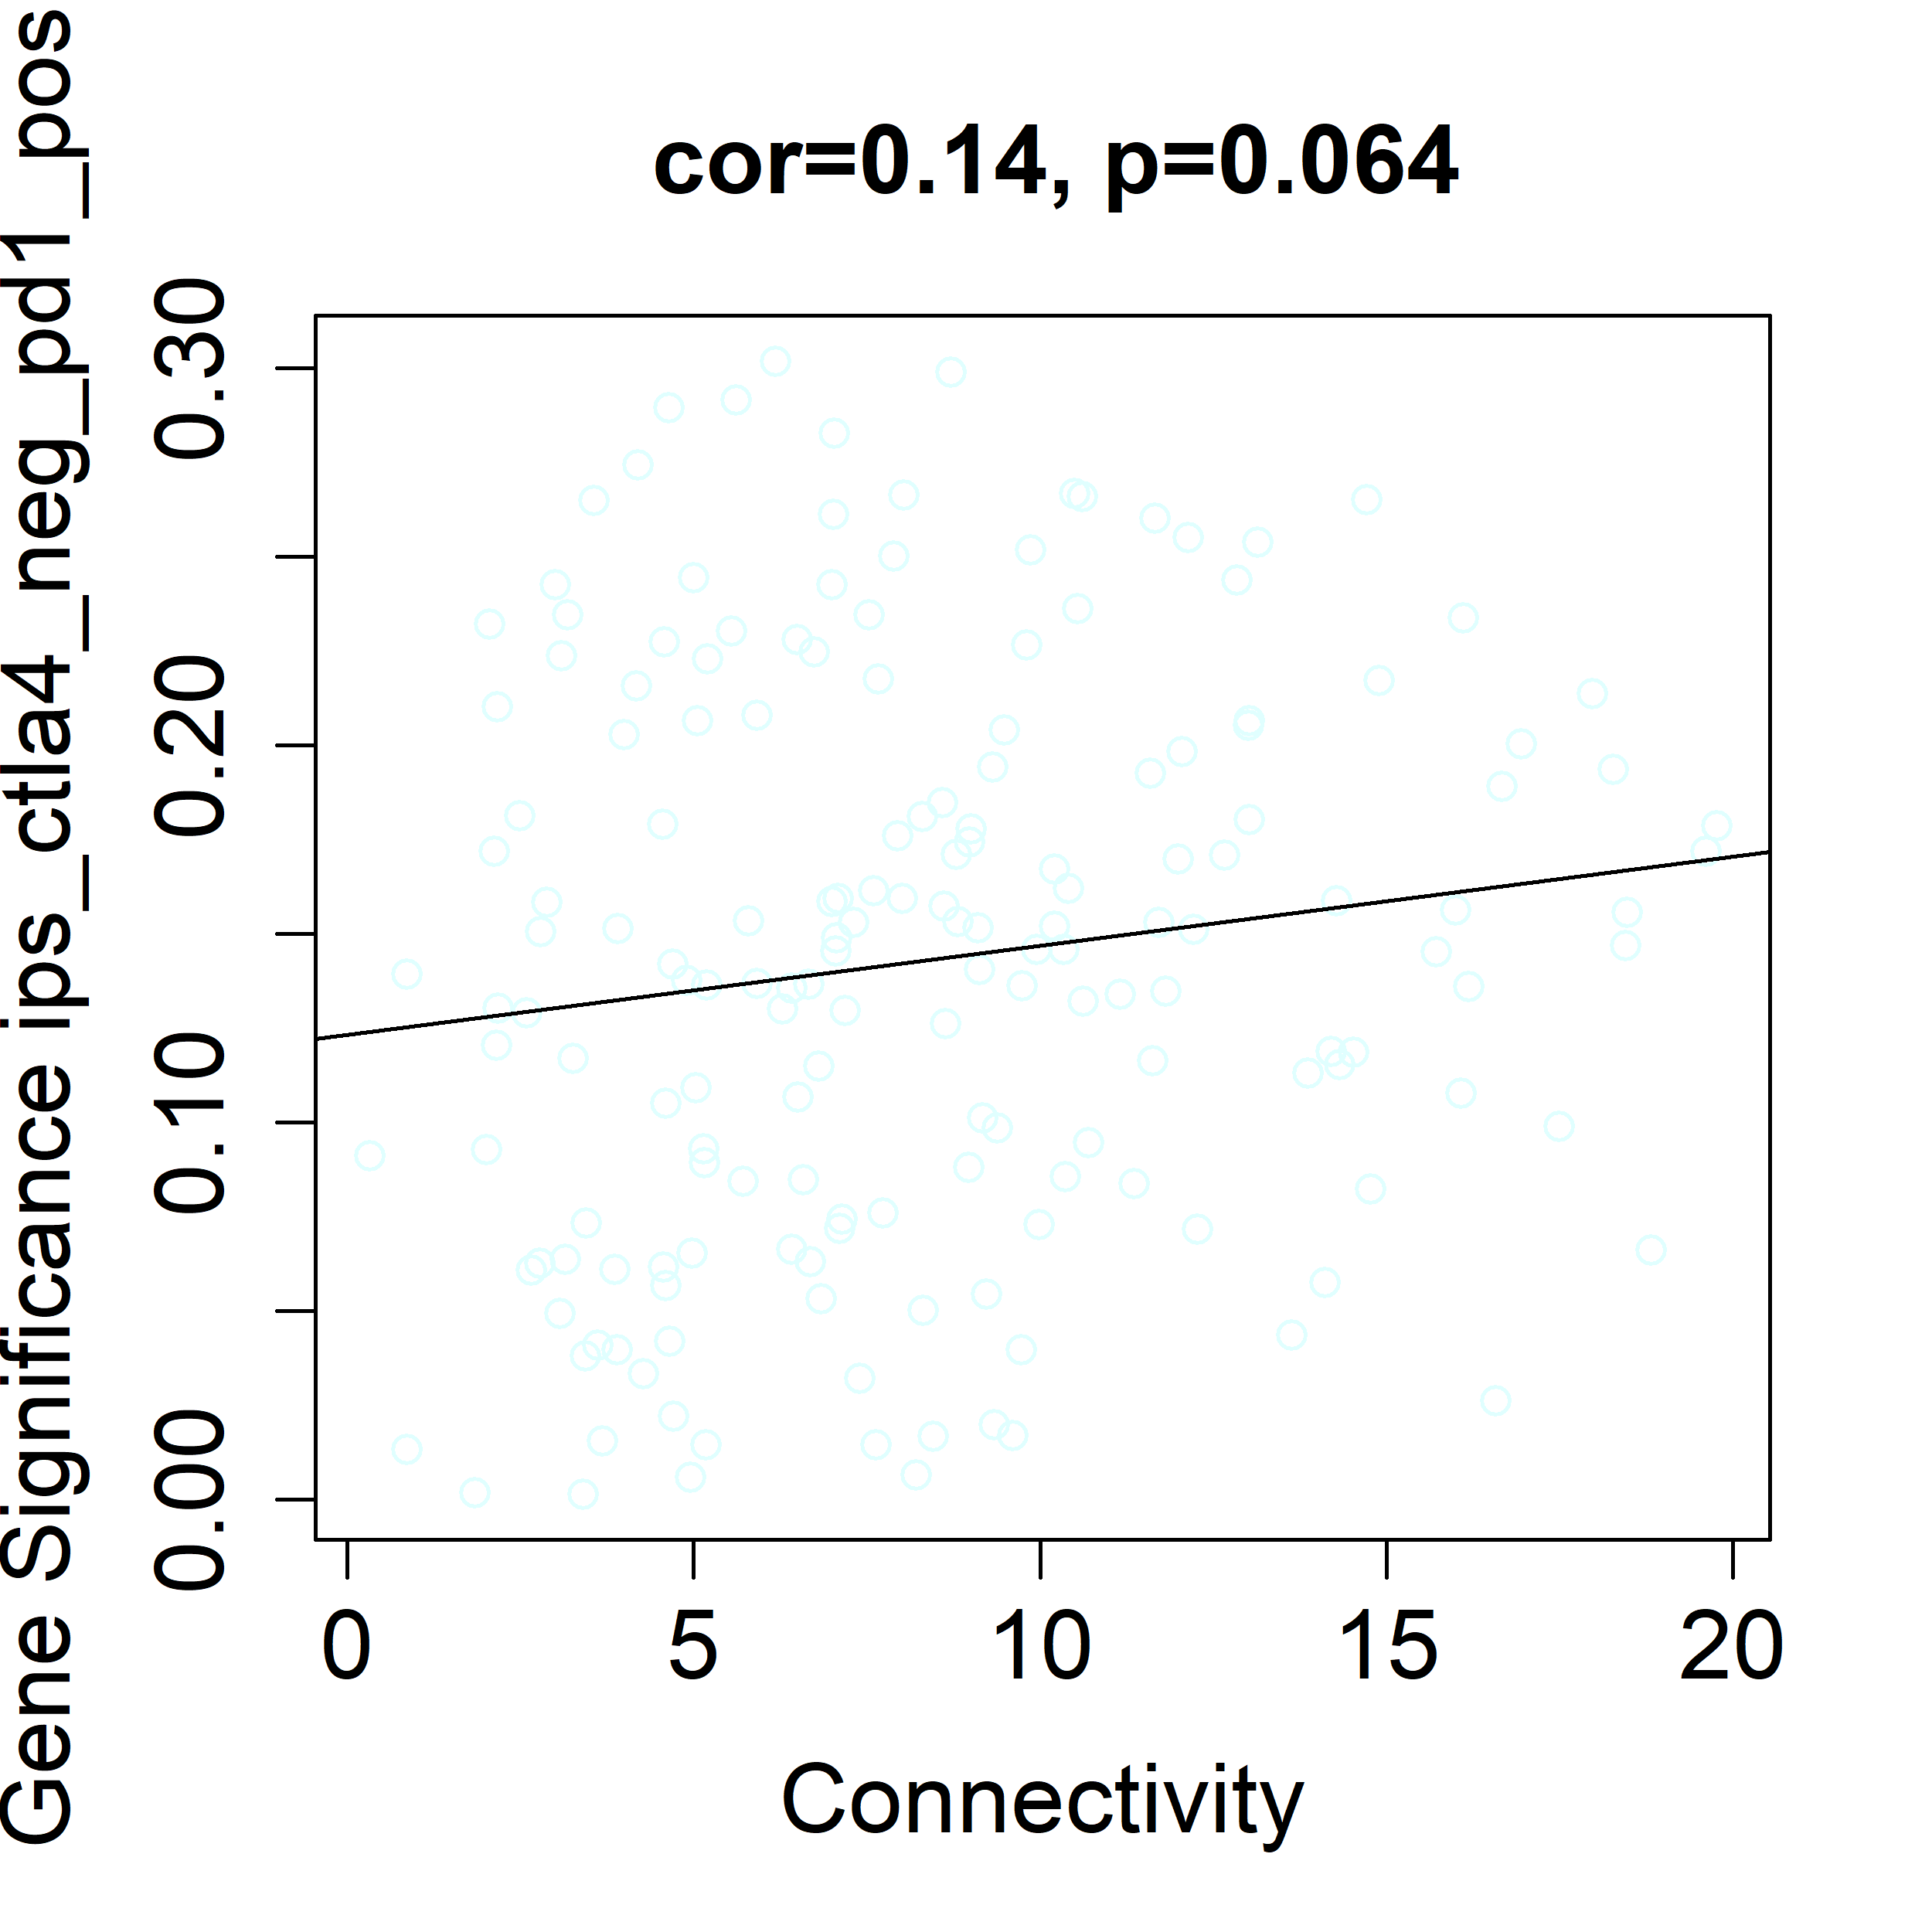 cor=0.14, p=0.064
Gene Significance ips_ctla4_neg_pd1_pos
0.30
0.20
0.10
0.00
0 5 10 15 20
Connectivity